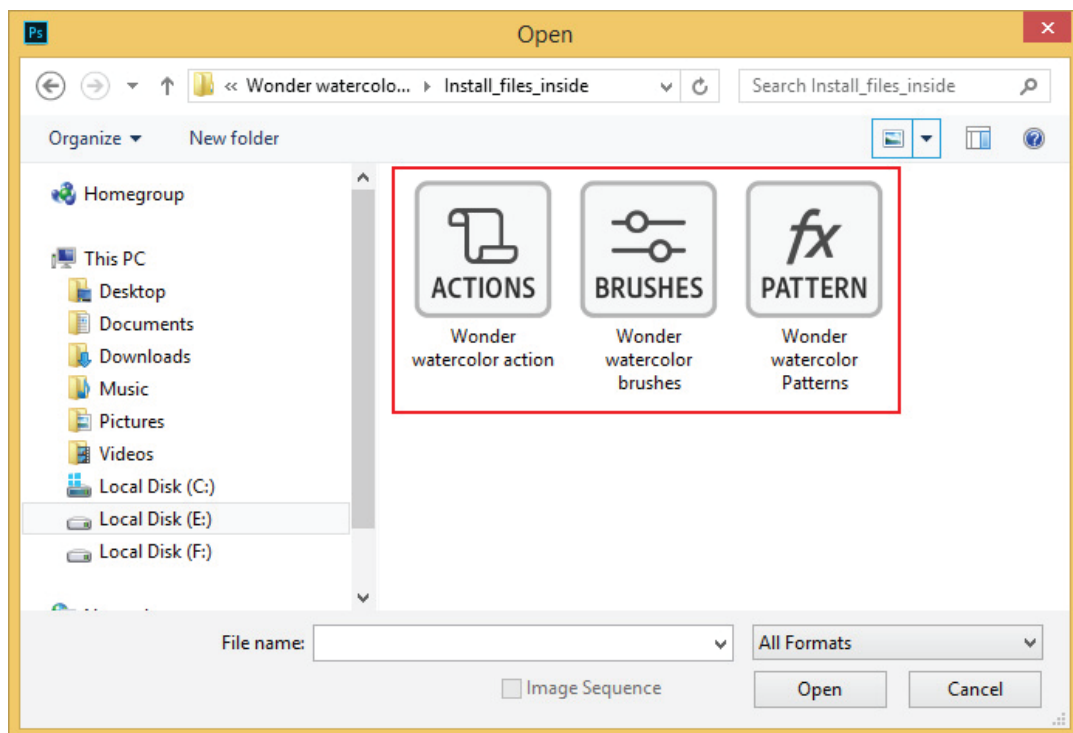 Ps
Open
« Wonder watercolo... Install_files_inside
Search Install_files_inside
Organize
New folder
Homegroup
This PC
Desktop
Documents
Downloads
Music
Pictures
Videos
Local Disk (C:)
Local Disk (E:)
Local Disk (F:)
ACTIONS
Wonder
watercolor action
BRUSHES
Wonder
watercolor
brushes
fx
PATTERN
Wonder
watercolor
Patterns
File name:
All Formats
Image Sequence
Open
Cancel